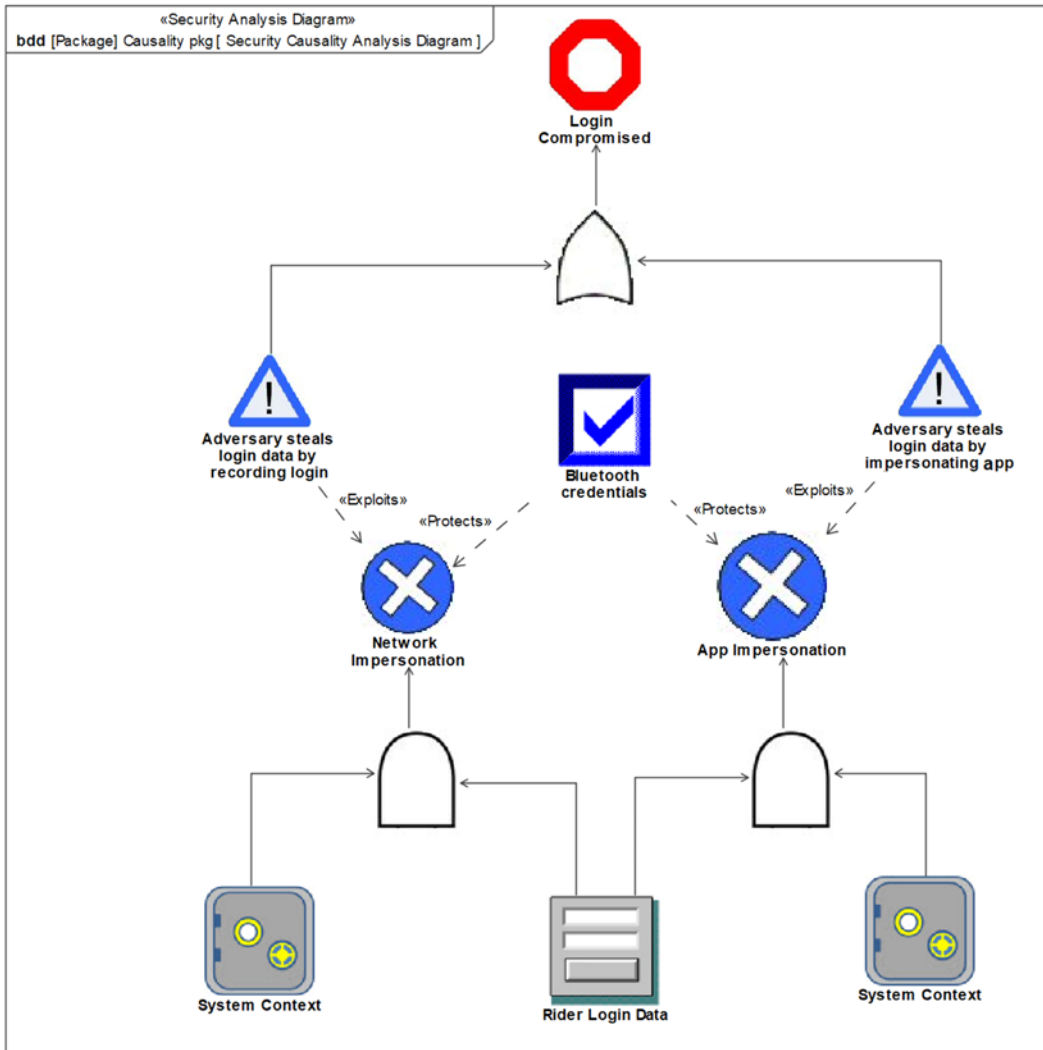 «Security Analysis Diagram»
bdd [Package] Causality pkg [ Security Causality Analysis Diagram ]
Login
Compromised
!
!
Adversary steals
login data by
recording login
Bluetooth
credentials
Adversary steals
login data by
impersonating app
«Exploits»
«Protects»
«Protects»
«Exploits»
Network
Impersonation
App Impersonation
System Context
Rider Login Data
System Context